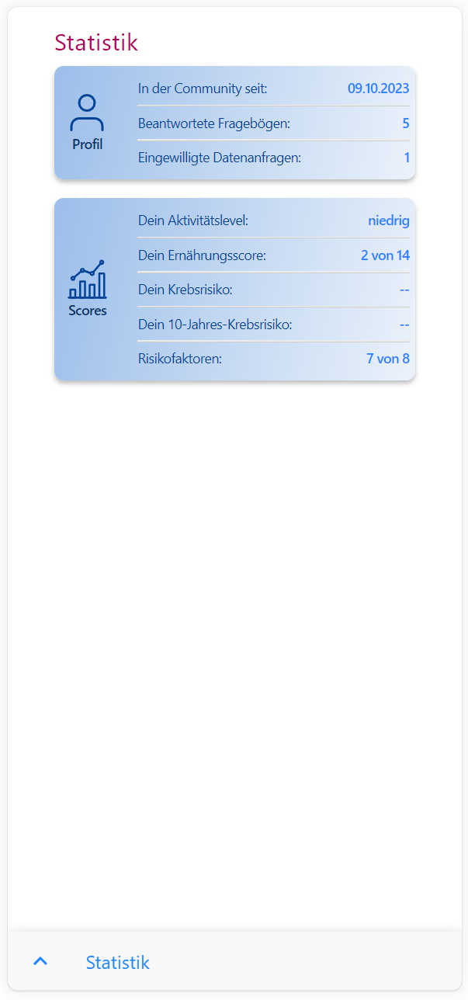 Statistik
In der Community seit: 09.10.2023
Beantwortete Fragebögen: 5
Profil
Eingewilligte Datenanfragen: 1
Dein Aktivitätslevel: niedrig
Dein Ernährungsscore: 2 von 14
Dein Krebsrisiko: --
Scores
Dein 10-Jahres-Krebsrisiko: --
Risikofaktoren: 7 von 8
Statistik